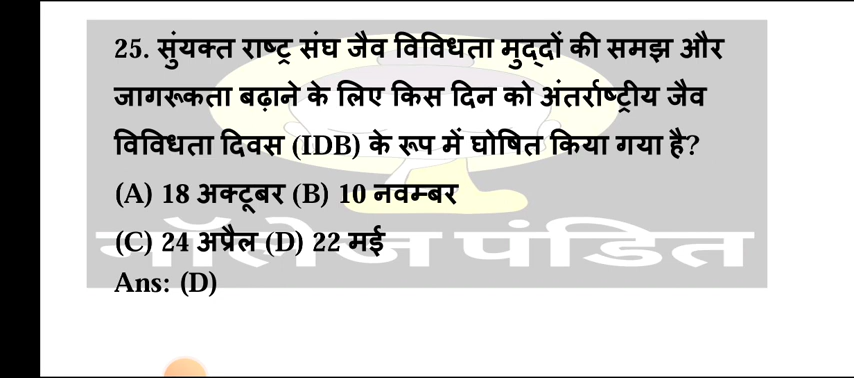 25. सुंयक्त राष्ट्र संघ जैव विविधता मुद्दों की समझ और
जागरूकता बढ़ाने के लिए किस दिन को अंतर्राष्ट्रीय जैव
विविधता दिवस (IDB) के रूप में घोषित किया गया है?
(A) 18 अक्टूबर (B) 10 नवम्बर
(C) 24 अप्रैल (D) 22 मई
नॉलेज पंडित
Ans: (D)